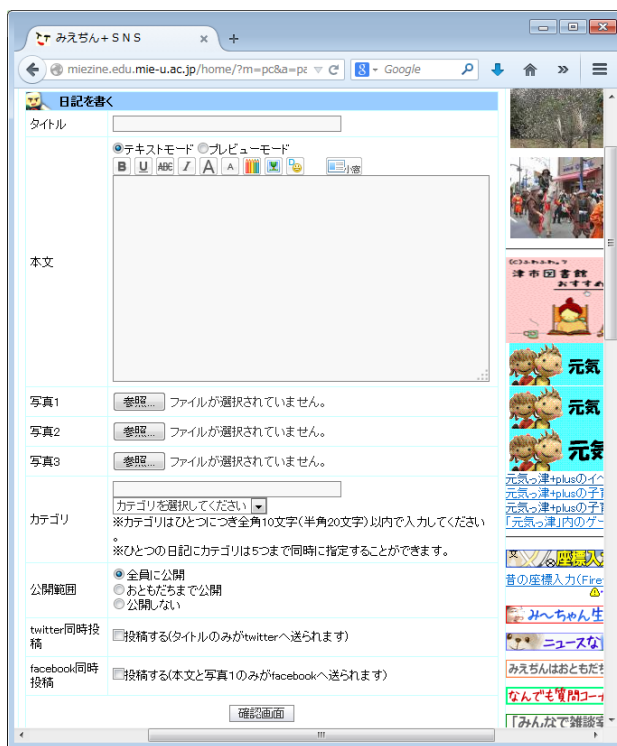 みえぢん+SNS
miezine.edu.mie-u.ac.jp/home/?m=pc&a=pa
Google
日記を書く
タイトル
テキストモード プレビューモード
B U ABC I A A 小窓
本文
写真1 参照... ファイルが選択されていません。
写真2 参照... ファイルが選択されていません。
写真3 参照... ファイルが選択されていません。
カテゴリ
カテゴリを選択してください
※カテゴリはひとつにつき全角10文字(半角20文字)以内で入力してください
。
※ひとつの日記にカテゴリは5つまで同時に指定することができます。
公開範囲
全員に公開
おともだちまで公開
公開しない
twitter同時投
稿
投稿する(タイトルのみがtwitterへ送られます)
facebook同時
投稿
投稿する(本文と写真1のみがfacebookへ送られます)
確認画面
津市図書館
おすすめ
元気
元気
元気
元気っ津+plusのイベ
元気っ津+plusの子育
元気っ津+plusの子育
「元気っ津」内のゲー
座標入
昔の座標入力(Fire
み〜ちゃん生
ニュースな
みえぢんはおともだち
なんでも質問コーナ
「みんなで雑談室